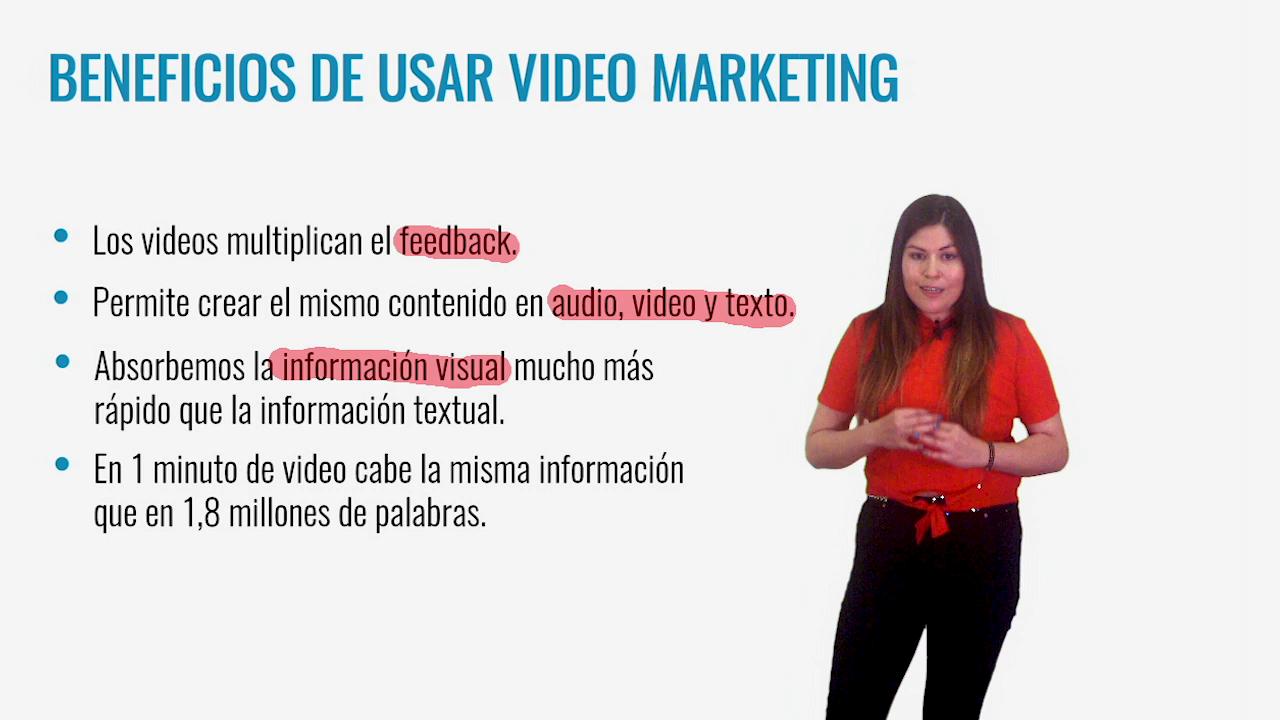 BENEFICIOS DE USAR VIDEO MARKETING
• Los videos multiplican el feedback.
• Permite crear el mismo contenido en audio, video y texto.
• Absorbemos la información visual mucho más
rápido que la información textual.
• En 1 minuto de video cabe la misma información
que en 1,8 millones de palabras.